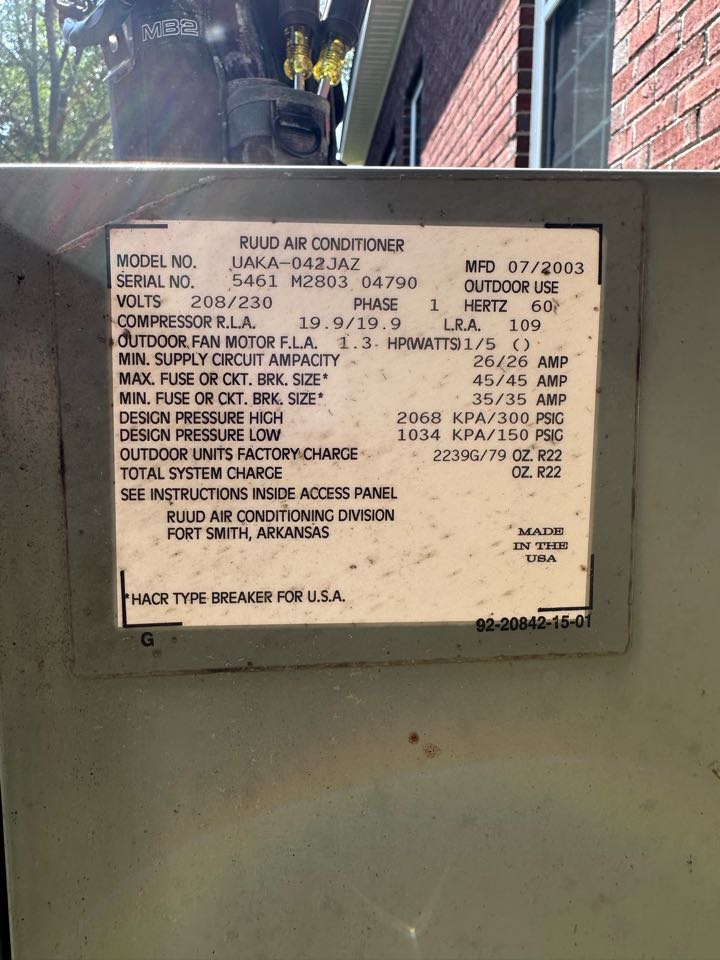 MB2
RUUD AIR CONDITIONER
MODEL NO. UAKA-042JAZ MFD 07/2003
SERIAL NO. 5461 M2803 04790 OUTDOOR USE
VOLTS 208/230 PHASE 1 HERTZ 60
COMPRESSOR R.L.A. 19.9/19.9 L.R.A. 109
OUTDOOR FAN MOTOR F.L.A. 1.3 HP(WATTS) 1/5 ()
MIN. SUPPLY CIRCUIT AMPACITY 26/26 AMP
MAX. FUSE OR CKT. BRK. SIZE* 45/45 AMP
MIN. FUSE OR CKT. BRK. SIZE* 35/35 AMP
DESIGN PRESSURE HIGH 2068 KPA/300 PSIG
DESIGN PRESSURE LOW 1034 KPA/150 PSIG
OUTDOOR UNITS FACTORY CHARGE 2239G/79 OZ. R22
TOTAL SYSTEM CHARGE OZ. R22
SEE INSTRUCTIONS INSIDE ACCESS PANEL
RUUD AIR CONDITIONING DIVISION
FORT SMITH, ARKANSAS
MADE
IN THE
USA
*HACR TYPE BREAKER FOR U.S.A.
92-20842-15-01
G